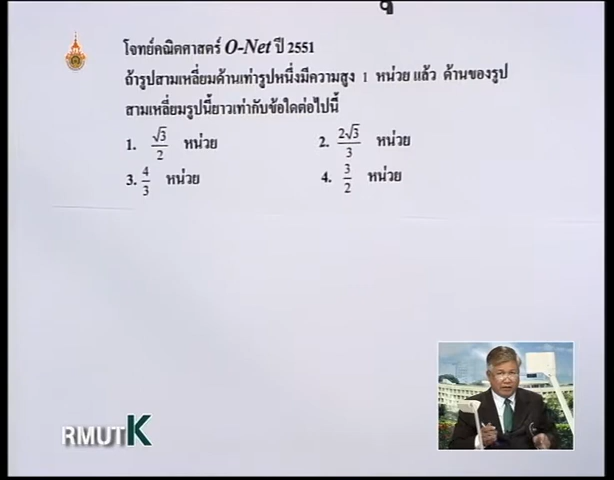 โจทย์คณิตศาสตร์ O-Net ปี 2551
ถ้ารูปสามเหลี่ยมด้านเท่ารูปหนึ่งมีความสูง 1 หน่วย แล้ว ด้านของรูป
สามเหลี่ยมรูปนี้ยาวเท่ากับข้อใดต่อไปนี้
1. √3/2 หน่วย 2. 2√3/3 หน่วย
3. 4/3 หน่วย 4. 3/2 หน่วย
RMUTK